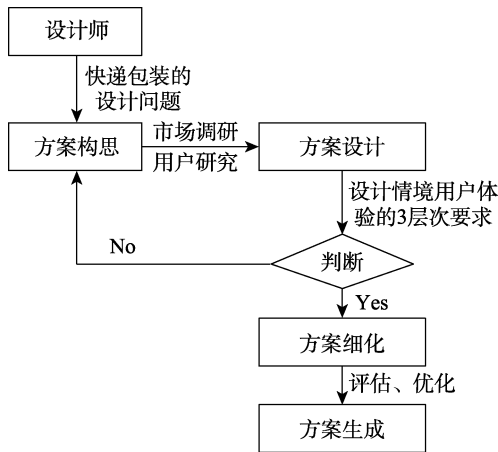 设计师
快递包装的
设计问题
方案构思
市场调研
用户研究
方案设计
设计情境用户体
验的3层次要求
No
判断
Yes
方案细化
评估、优化
方案生成